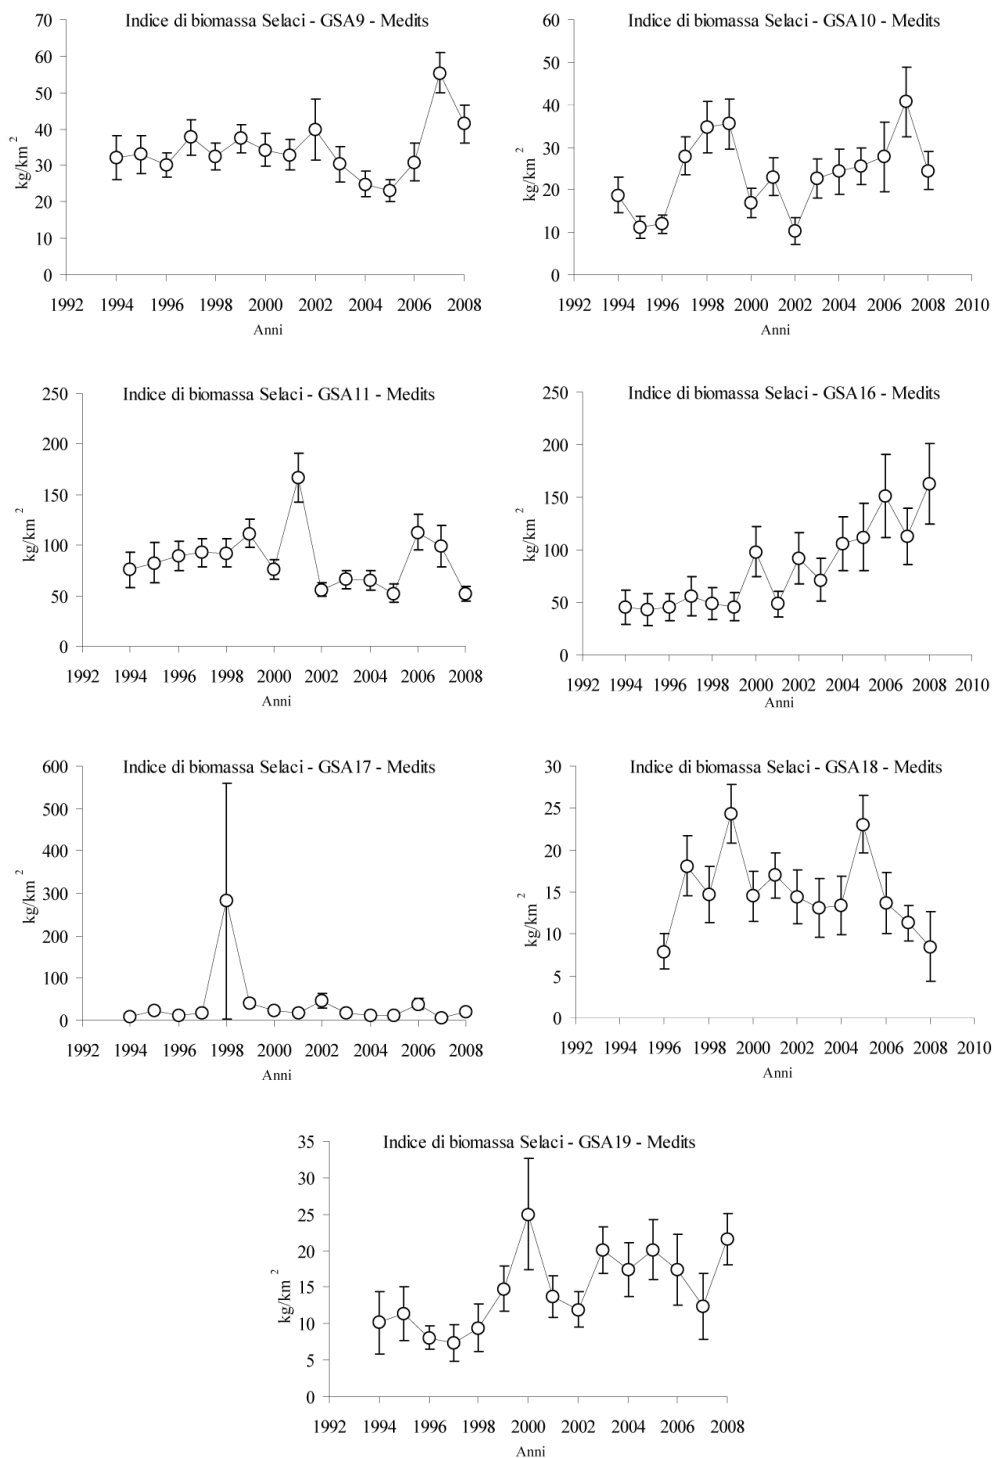 Indice di biomassa Selaci - GSA9 - Medits
70
60
50
40
30
20
10
0
kg/km 2
1992 1994 1996 1998 2000 2002 2004 2006 2008
Anni
Indice di biomassa Selaci - GSA10 - Medits
60
50
40
30
20
10
0
kg/km 2
1992 1994 1996 1998 2000 2002 2004 2006 2008 2010
Anni
Indice di biomassa Selaci - GSA11 - Medits
250
200
150
100
50
0
kg/km 2
1992 1994 1996 1998 2000 2002 2004 2006 2008
Anni
Indice di biomassa Selaci - GSA16 - Medits
250
200
150
100
50
0
kg/km 2
1992 1994 1996 1998 2000 2002 2004 2006 2008 2010
Anni
Indice di biomassa Selaci - GSA17 - Medits
600
500
400
300
200
100
0
kg/km 2
1992 1994 1996 1998 2000 2002 2004 2006 2008
Anni
Indice di biomassa Selaci - GSA18 - Medits
30
25
20
15
10
5
0
kg/km 2
1992 1994 1996 1998 2000 2002 2004 2006 2008 2010
Anni
Indice di biomassa Selaci - GSA19 - Medits
35
30
25
20
15
10
5
0
kg/km 2
1992 1994 1996 1998 2000 2002 2004 2006 2008
Anni